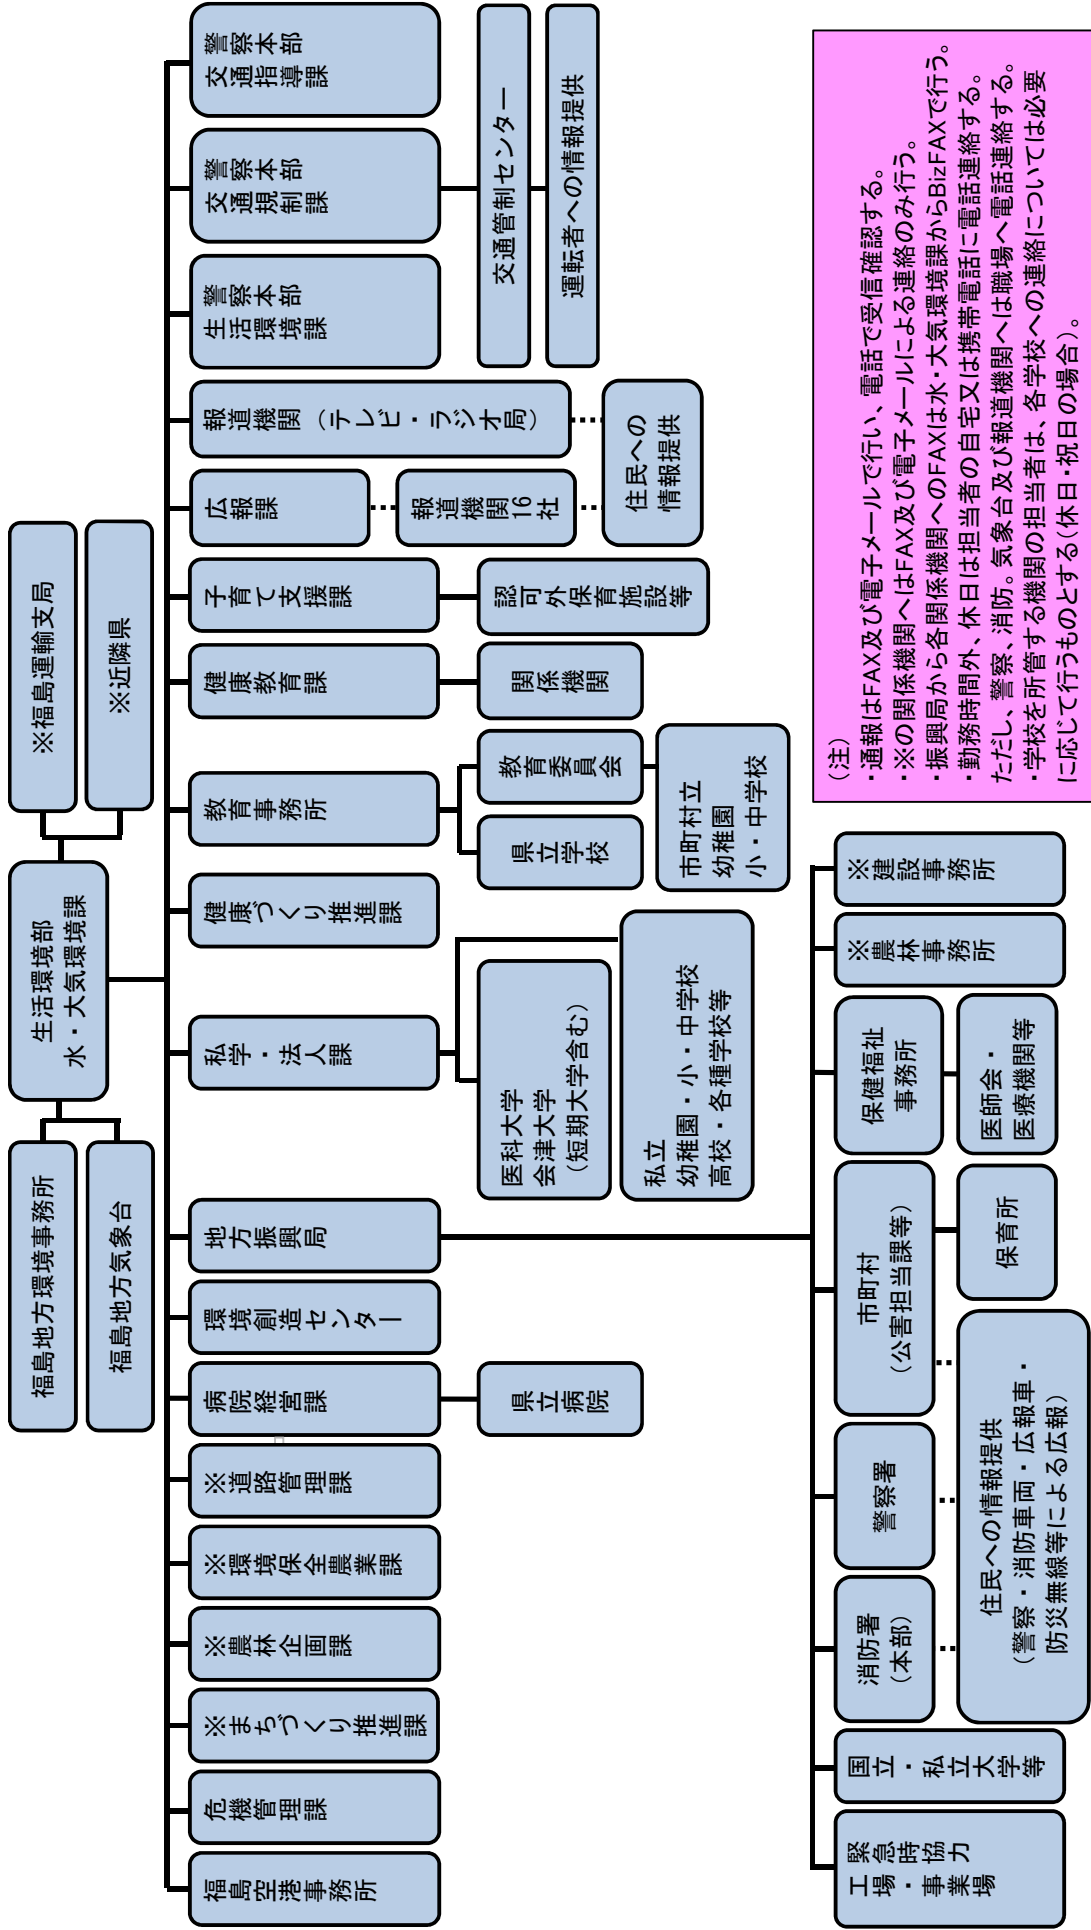 福島地方環境事務所
福島地方気象台
生活環境部
水・大気環境課
※福島運輸支局
※近隣県
福島空港事務所
危機管理課
※まちづくり推進課
※農林企画課
※環境保全農業課
※道路管理課
病院経営課
県立病院
環境創造センター
地方振興局
私学・法人課
医科大学
会津大学
（短期大学含む）
私立
幼稚園・小・中学校
高校・各種学校等
健康づくり推進課
教育事務所
県立学校
教育委員会
市町村立
幼稚園
小・中学校
健康教育課
関係機関
子育て支援課
認可外保育施設等
広報課
報道機関16社
報道機関（テレビ・ラジオ局）
住民への
情報提供
警察本部
生活環境課
警察本部
交通規制課
警察本部
交通指導課
交通管制センター
運転者への情報提供
緊急時協力
工場・事業場
国立・私立大学等
消防署
（本部）
警察署
市町村
（公害担当課等）
住民への情報提供
（警察・消防車両・広報車・
防災無線等による広報）
保育所
保健福祉
事務所
医師会・
医療機関等
※農林事務所
※建設事務所
（注）
・通報はFAX及び電子メールで行い、電話で受信確認する。
・※の関係機関へはFAX及び電子メールによる連絡のみ行う。
・振興局から各関係機関へのFAXは水・大気環境課からBizFAXで行う。
・勤務時間外、休日は担当者の自宅又は携帯電話に電話連絡する。
ただし、警察、消防。気象台及び報道機関へは職場へ電話連絡する。
・学校を所管する機関の担当者は、各学校への連絡については必要
に応じて行うものとする（休日・祝日の場合）。